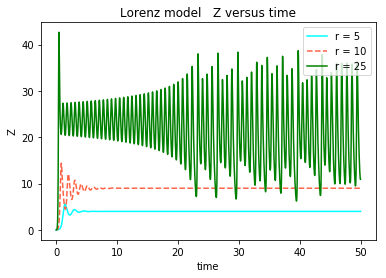 Lorenz model   Z versus time
40
30
20
10
0
Z
r = 5
r = 10
r = 25
0 10 20 30 40 50
time